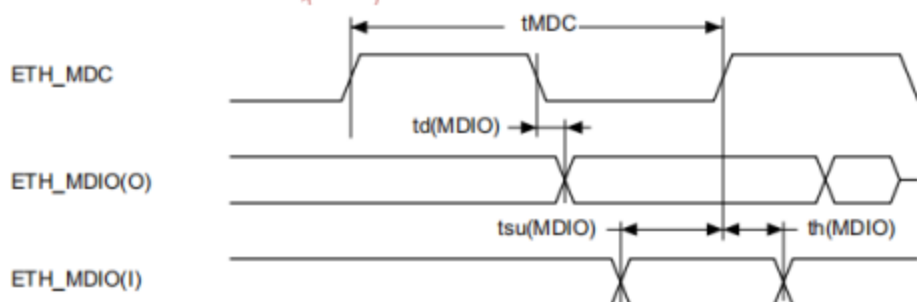 tMDC
ETH_MDC
td(MDIO)
ETH_MDIO(O)
tsu(MDIO)
th(MDIO)
ETH_MDIO(I)